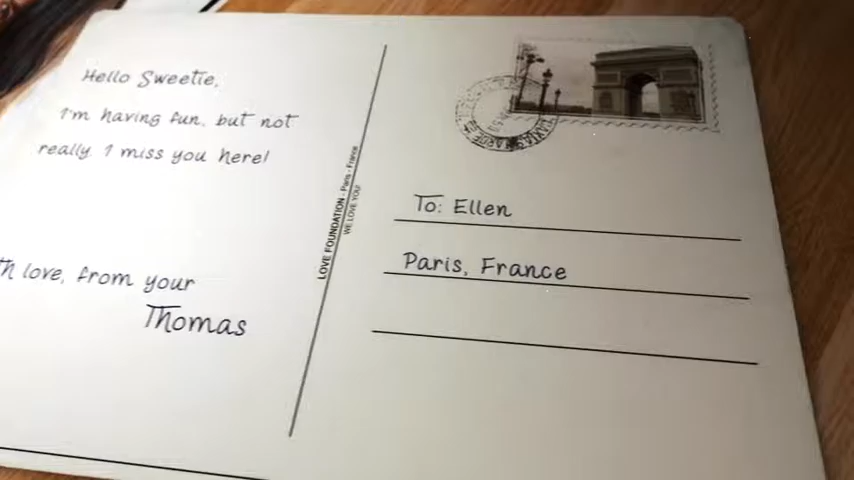 Hello Sweetie,
I'm having fun, but not
really. I miss you here!
th love, from your
Thomas
LOVE FOUNDATION - Paris - France
WE LOVE YOU!
To: Ellen
Paris, France